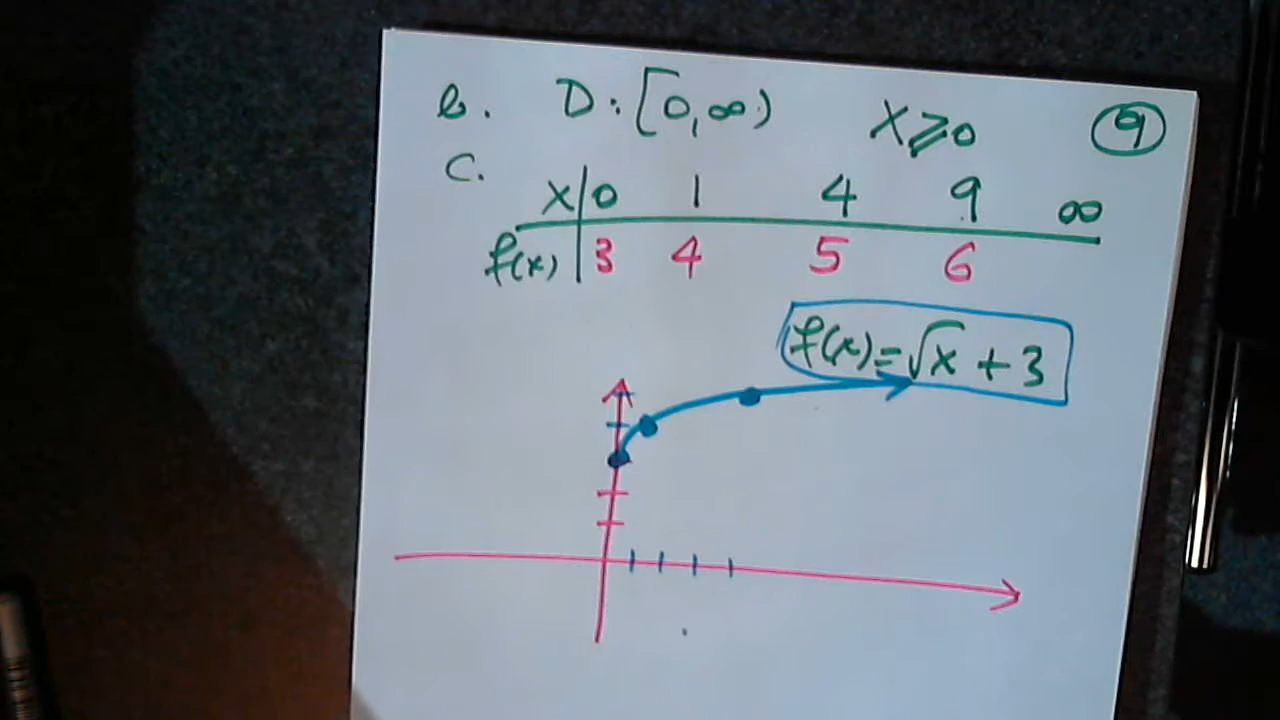 b. D: [0, ∞) X ⩾ 0 9
C.
X 0 1 4 9 ∞
f(x) 3 4 5 6
f(x) = √x + 3